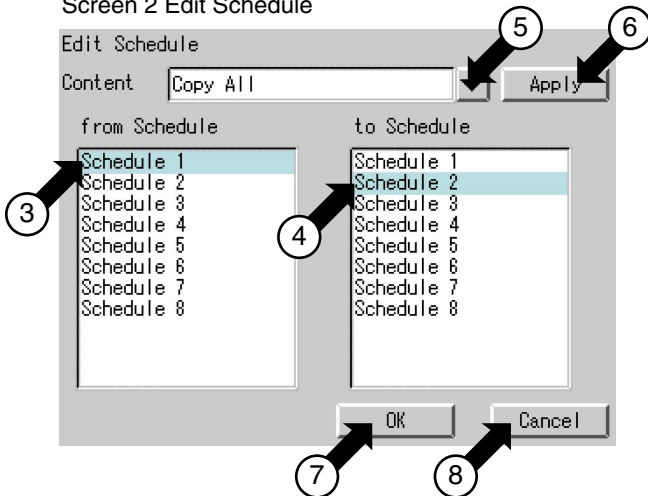 Screen 2 Edit Schedule
5
6
Edit Schedule
Content Copy All Apply
from Schedule to Schedule
Schedule 1 Schedule 1
Schedule 2 Schedule 2
Schedule 3 Schedule 3
Schedule 4 Schedule 4
Schedule 5 Schedule 5
Schedule 6 Schedule 6
Schedule 7 Schedule 7
Schedule 8 Schedule 8
3
4
OK Cancel
7
8